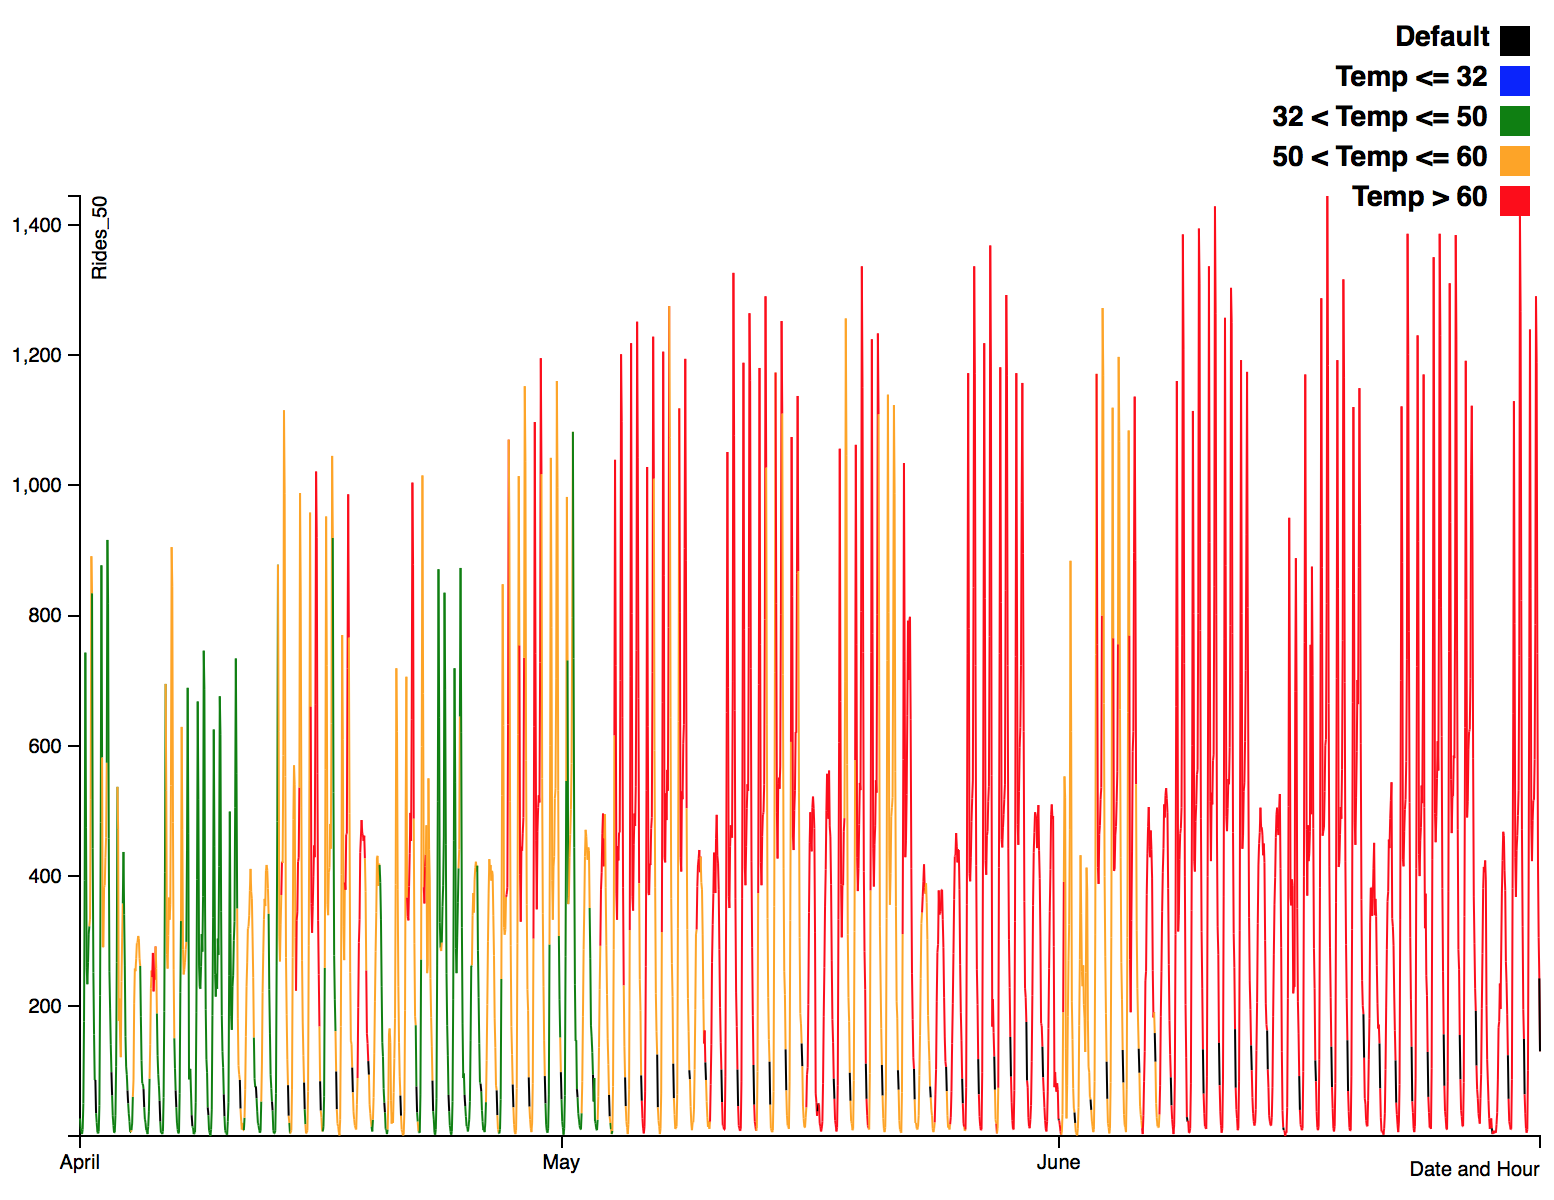 Default
Temp <= 32
32 < Temp <= 50
50 < Temp <= 60
Temp > 60
Rides_50
1,400
1,200
1,000
800
600
400
200
April
May
June
Date and Hour